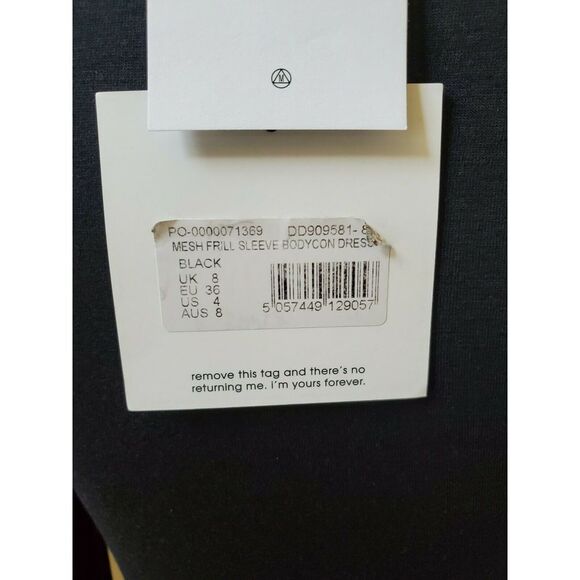 M
PO-0000071369 DD909581- 8
MESH FRILL SLEEVE BODYCON DRESS
BLACK
UK 8
EU 36
US 4
AUS 8
5 057449 129057
remove this tag and there's no
returning me. i'm yours forever.